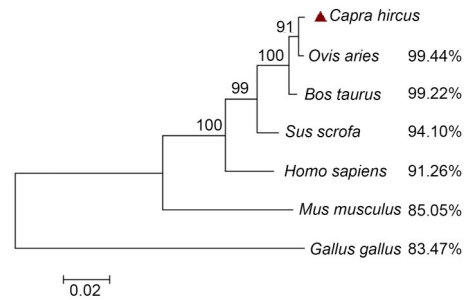 91 Capra hircus
100 Ovis aries 99.44%
99 Bos taurus 99.22%
100 Sus scrofa 94.10%
Homo sapiens 91.26%
Mus musculus 85.05%
Gallus gallus 83.47%
0.02